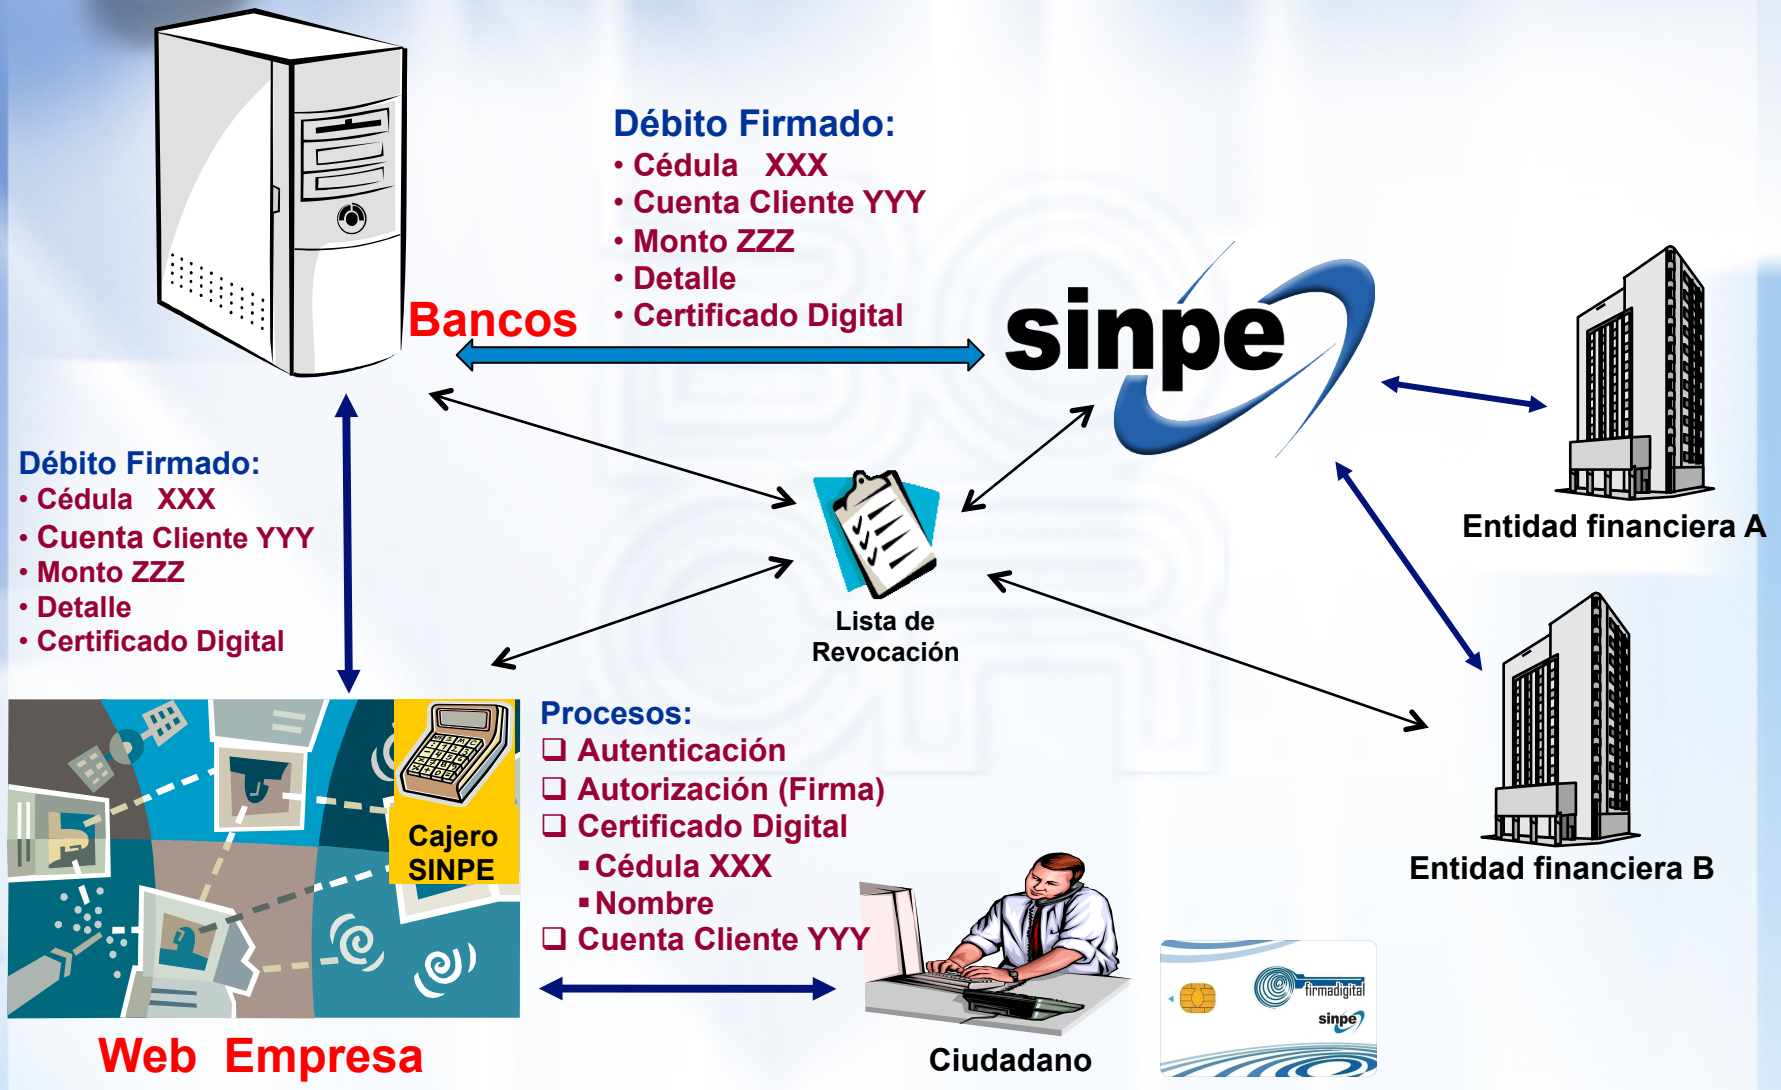 Débito Firmado:
• Cédula XXX
• Cuenta Cliente YYY
• Monto ZZZ
• Detalle
• Certificado Digital
Bancos
sinpe
Débito Firmado:
• Cédula XXX
• Cuenta Cliente YYY
• Monto ZZZ
• Detalle
• Certificado Digital
Entidad financiera A
Lista de
Revocación
Procesos:
❑ Autenticación
❑ Autorización (Firma)
❑ Certificado Digital
▪ Cédula XXX
▪ Nombre
❑ Cuenta Cliente YYY
Cajero
SINPE
Entidad financiera B
firmadigital
sinpe
Web Empresa
Ciudadano